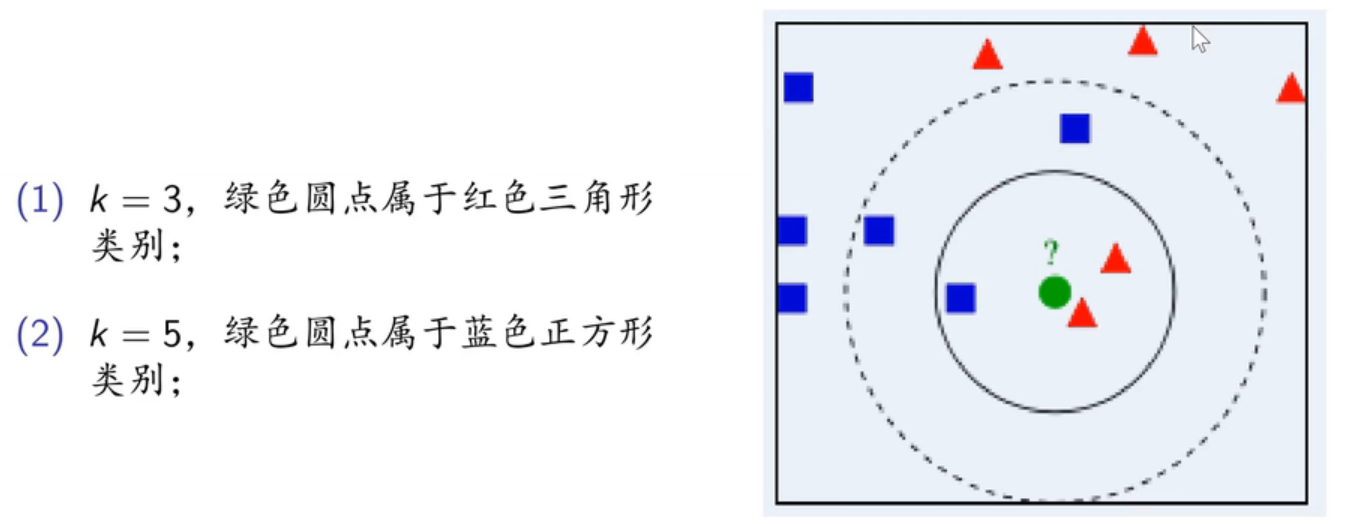 (1) k = 3，绿色圆点属于红色三角形
类别；
(2) k = 5，绿色圆点属于蓝色正方形
类别；
?